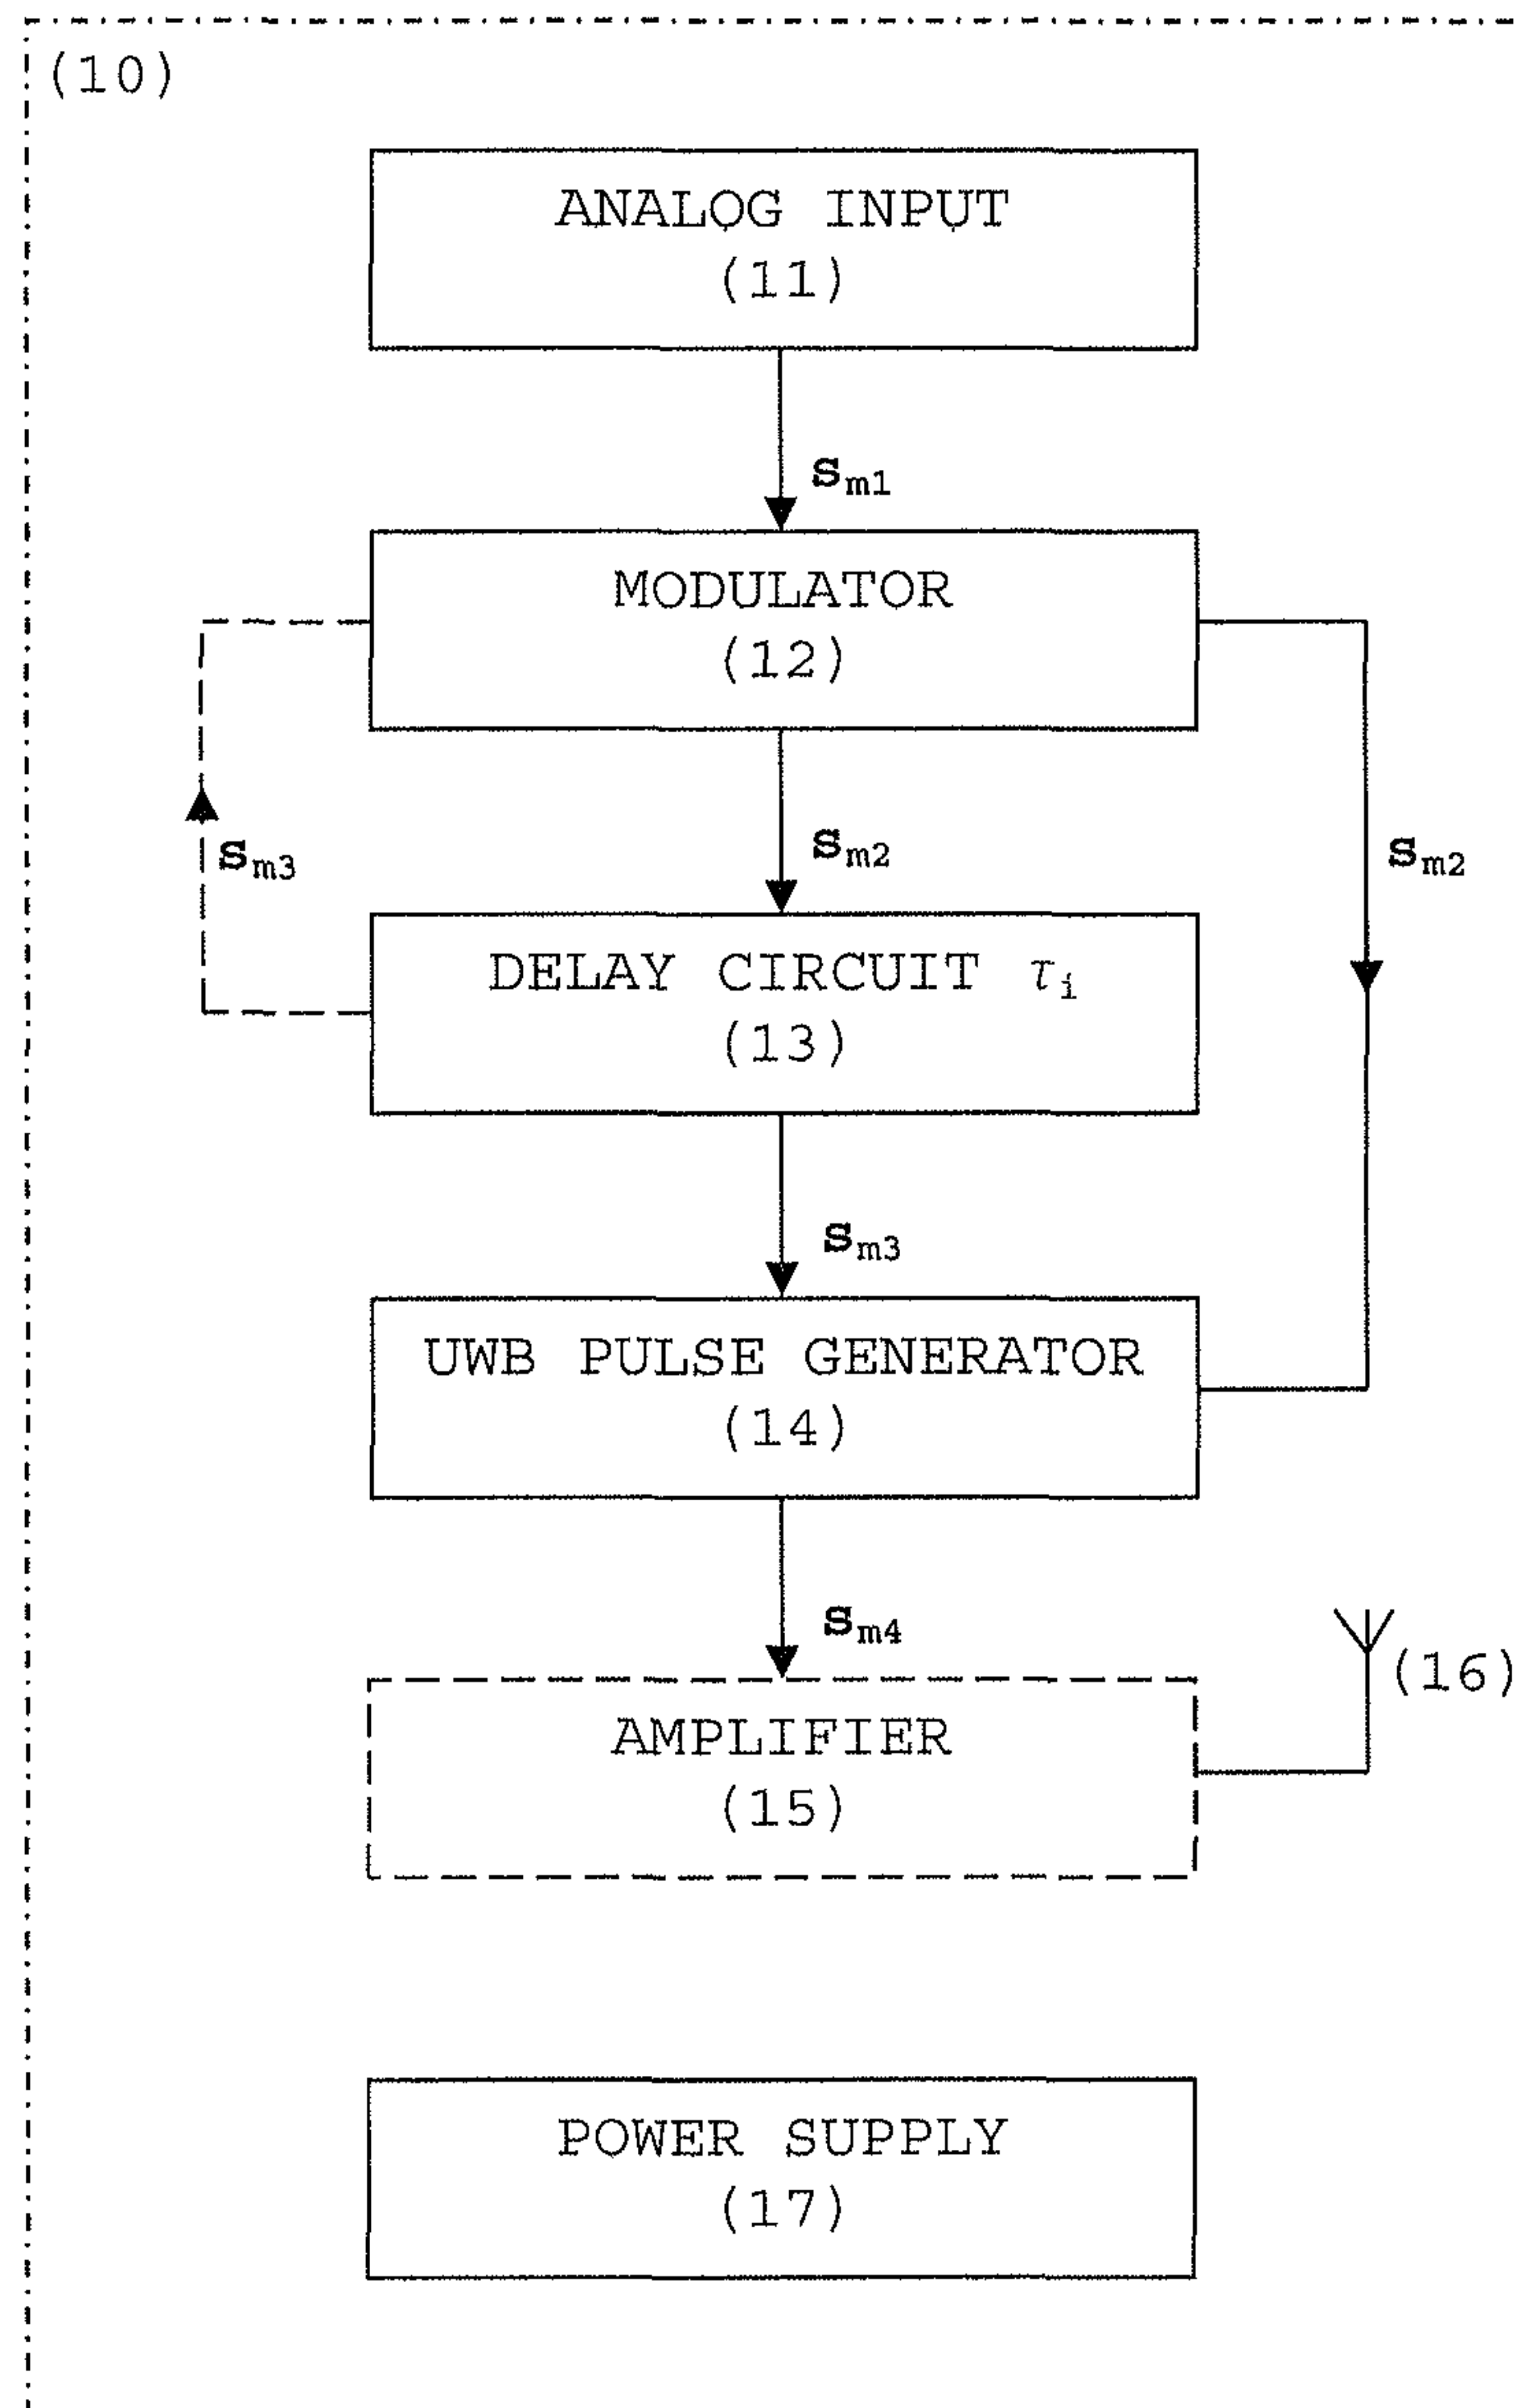 (10)
ANALOG INPUT
(11)
Sm1
MODULATOR
(12)
Sm3
Sm2
Sm2
DELAY CIRCUIT τi
(13)
Sm3
UWB PULSE GENERATOR
(14)
Sm4
(16)
AMPLIFIER
(15)
POWER SUPPLY
(17)